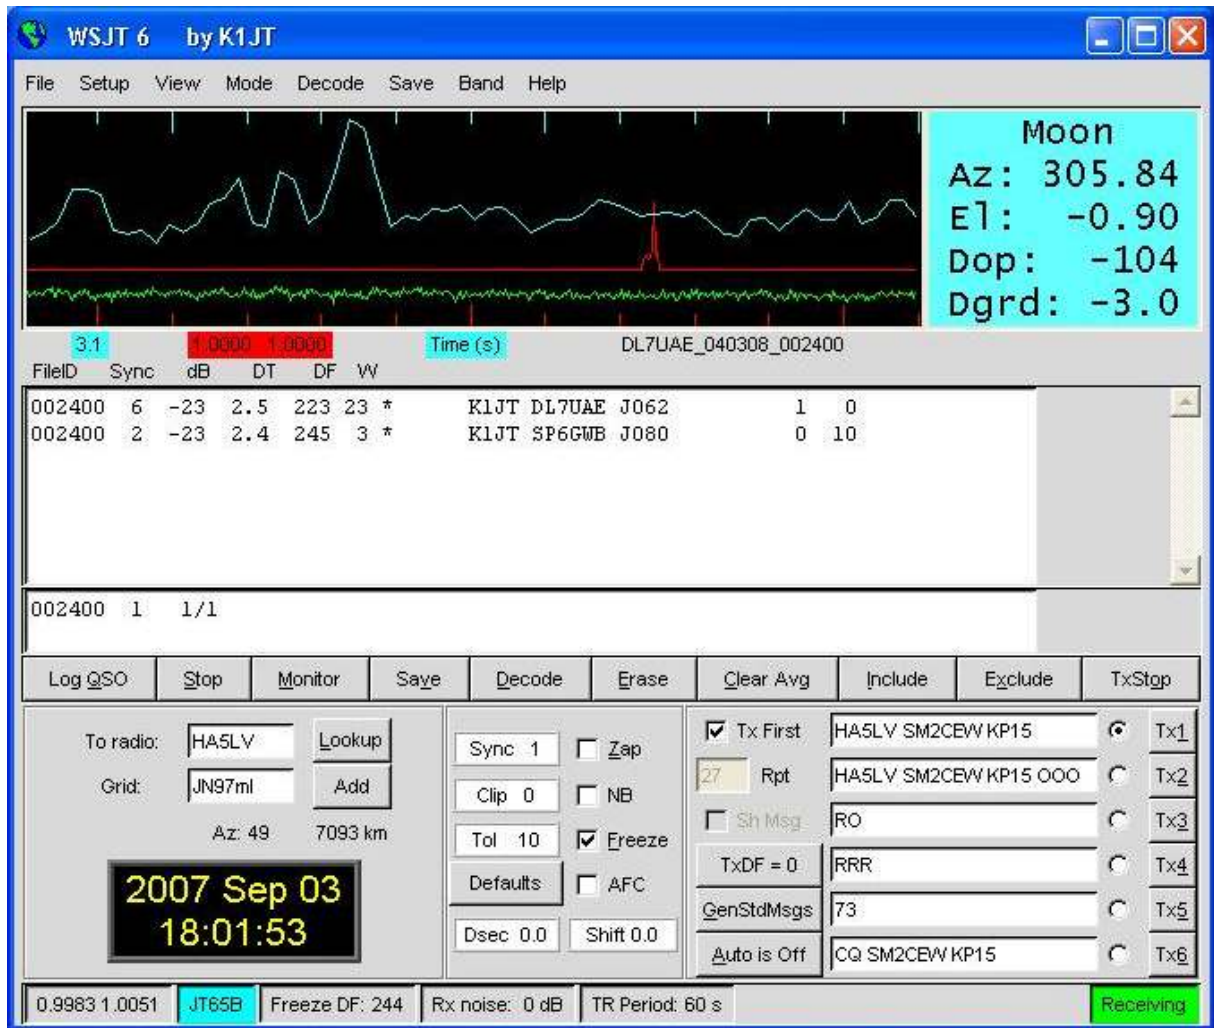 WSJT 6 by K1JT
File Setup View Mode Decode Save Band Help
Moon
Az: 305.84
El: -0.90
Dop: -104
Dgrd: -3.0
3.1 1.0000 1.0000 Time (s) DL7UAE_040308_002400
FileID Sync dB DT DF W
002400 6 -23 2.5 223 23 * K1JT DL7UAE JO62 1 0
002400 2 -23 2.4 245 3 * K1JT SP6GWB JO80 0 10
002400 1 1/1
Log QSO Stop Monitor Save Decode Erase Clear Avg Include Exclude TxStop
To radio: HA5LV Lookup
Grid: JN97ml Add
Az: 49 7093 km
2007 Sep 03
18:01:53
Sync 1 Zap
Clip 0 NB
Tol 10 Freeze
Defaults AFC
Dsec 0.0 Shift 0.0
Tx First HA5LV SM2CEW KP15 Tx1
27 Rpt HA5LV SM2CEW KP15 OOO Tx2
Sh Msg RO Tx3
TxDF = 0 RRR Tx4
GenStdMsgs 73 Tx5
Auto is Off CQ SM2CEW KP15 Tx6
0.9983 1.0051 JT65B Freeze DF: 244 Rx noise: 0 dB TR Period: 60 s Receiving